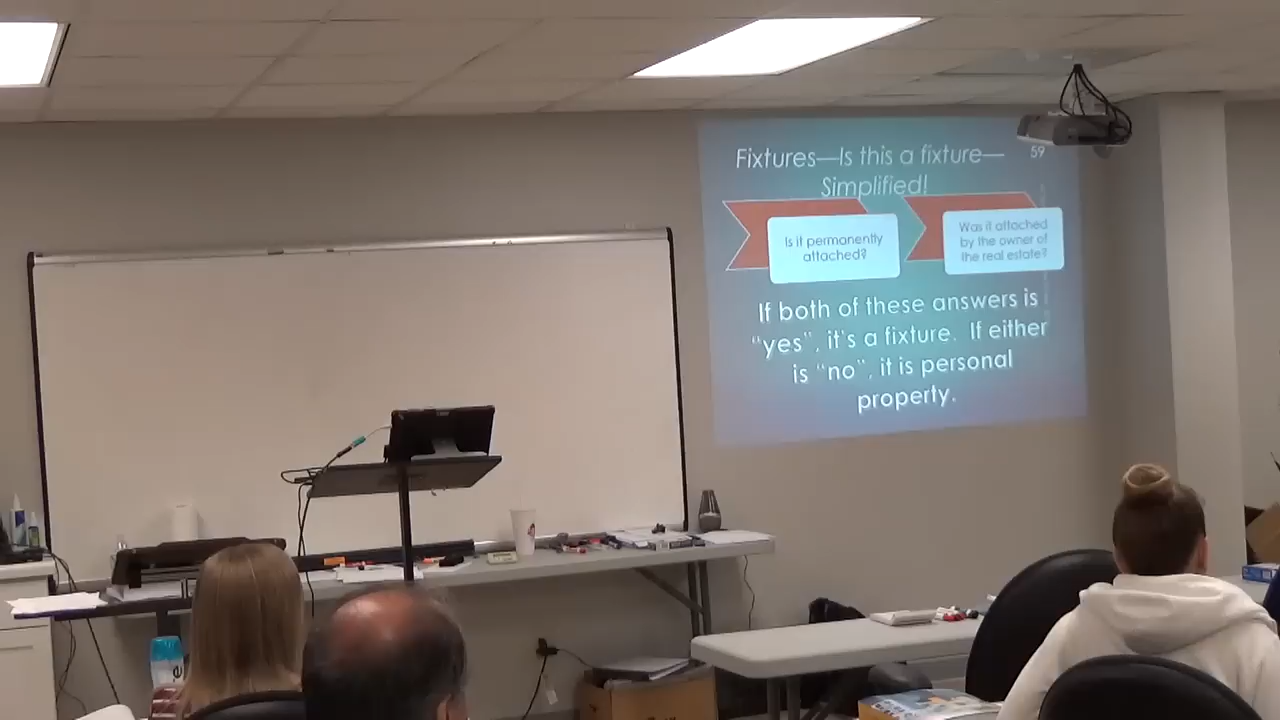 Fixtures—Is this a fixture—
Simplified!
59
Is it permanently
attached?
Was it attached
by the owner of
the real estate?
If both of these answers is
"yes", it's a fixture. If either
is "no", it is personal
property.